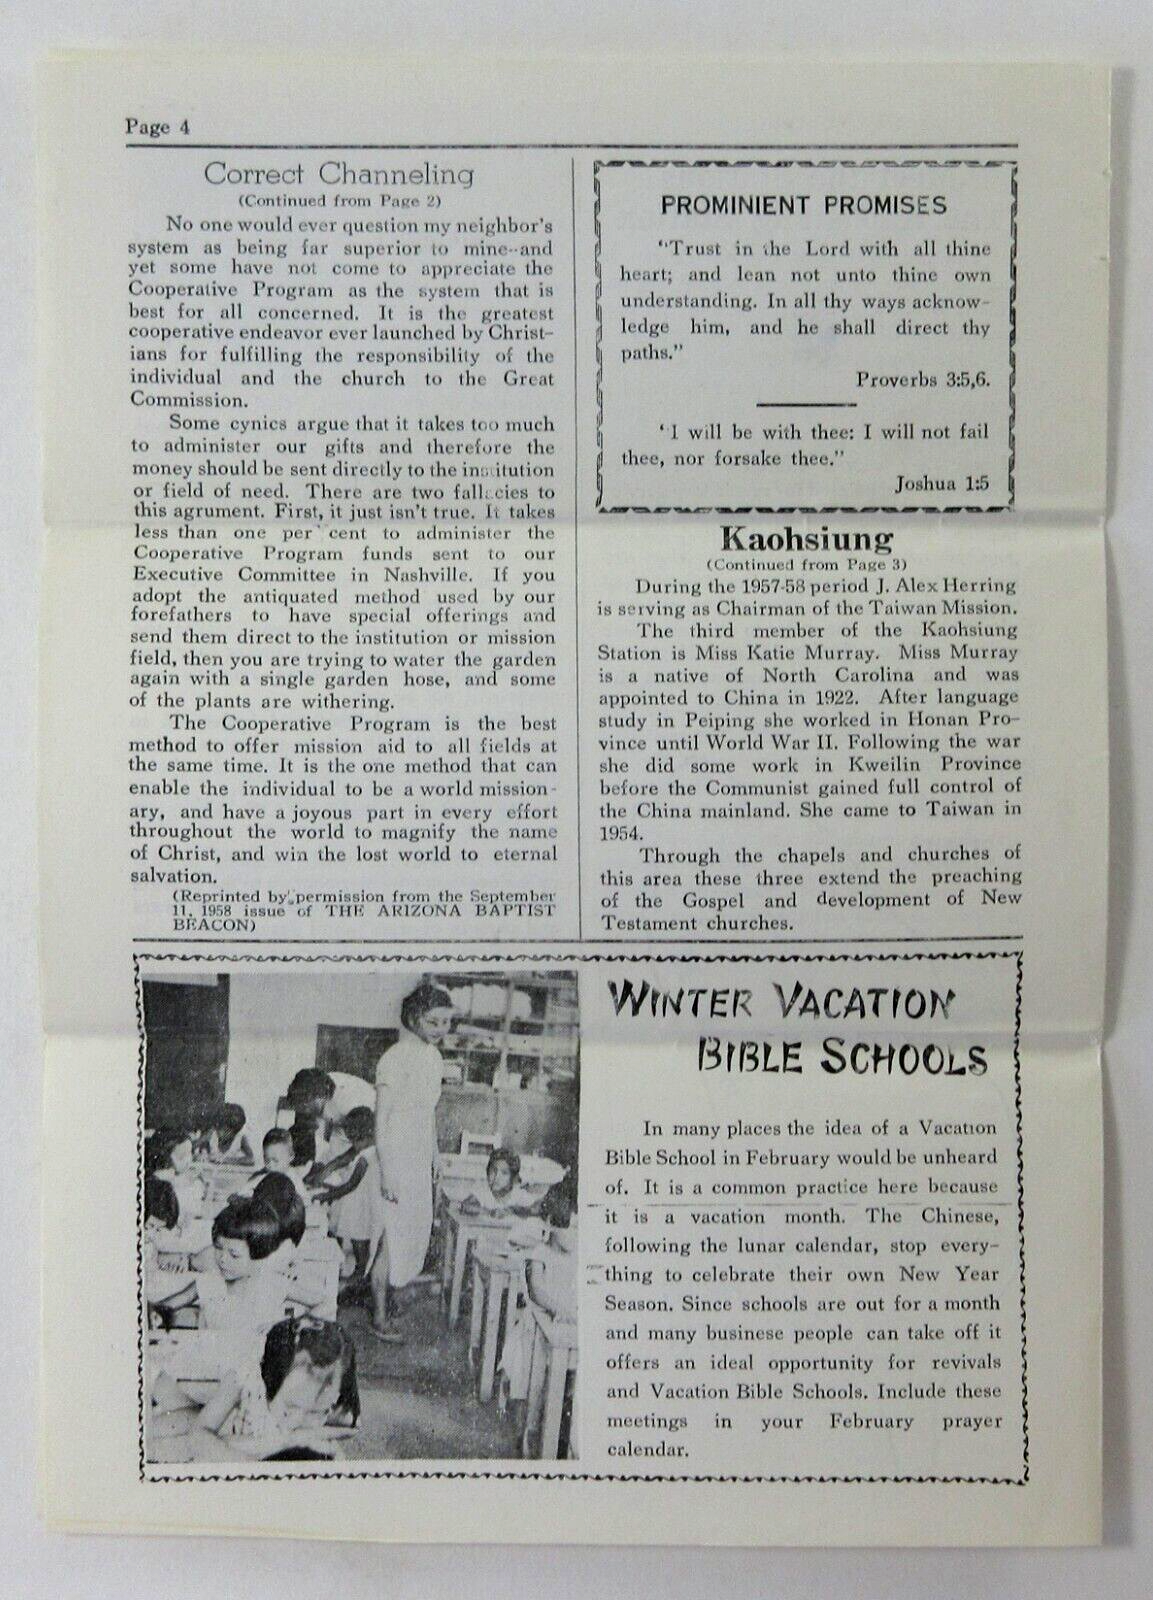 Page 4
Correct Channeling
(Continued from Page 2)
No one would ever question my neighbor's
system as being far superior to mine--and
yet some have not come to appreciate the
Cooperative Program as the system that is
best for all concerned. It is the greatest
cooperative endeavor ever launched by Christ-
ians for fulfilling the responsibility of the
individual and the church to the Great
Commission.
Some cynics argue that it takes too much
to administer our gifts and therefore the
money should be sent directly to the institution
or field of need. There are two fallacies to
this agrument. First, it just isn't true. It takes
less than one per cent to administer the
Cooperative Program funds sent to our
Executive Committee in Nashville. If you
adopt the antiquated method used by our
forefathers to have special offerings and
send them direct to the institution or mission
field, then you are trying to water the garden
again with a single garden hose, and some
of the plants are withering.
The Cooperative Program is the best
method to offer mission aid to all fields at
the same time. It is the one method that can
enable the individual to be a world mission-
ary, and have a joyous part in every effort
throughout the world to magnify the name
of Christ, and win the lost world to eternal
salvation.
(Reprinted by permission from the September
11, 1958 issue of THE ARIZONA BAPTIST
BEACON)
PROMINIENT PROMISES
"Trust in the Lord with all thine
heart; and lean not unto thine own
understanding. In all thy ways acknow-
ledge him, and he shall direct thy
paths."
Proverbs 3:5,6.
'I will be with thee: I will not fail
thee, nor forsake thee."
Joshua 1:5
Kaohsiung
(Continued from Page 3)
During the 1957-58 period J. Alex Herring
is serving as Chairman of the Taiwan Mission.
The third member of the Kaohsiung
Station is Miss Katie Murray. Miss Murray
is a native of North Carolina and was
appointed to China in 1922. After language
study in Peiping she worked in Honan Pro-
vince until World War II. Following the war
she did some work in Kweilin Province
before the Communist gained full control of
the China mainland. She came to Taiwan in
1954.
Through the chapels and churches of
this area these three extend the preaching
of the Gospel and development of New
Testament churches.
WINTER VACATION
BIBLE SCHOOLS
In many places the idea of a Vacation
Bible School in February would be unheard
of. It is a common practice here because
it is a vacation month. The Chinese,
following the lunar calendar, stop every-
thing to celebrate their own New Year
Season. Since schools are out for a month
and many businese people can take off it
offers an ideal opportunity for revivals
and Vacation Bible Schools. Include these
meetings in your February prayer
calendar.